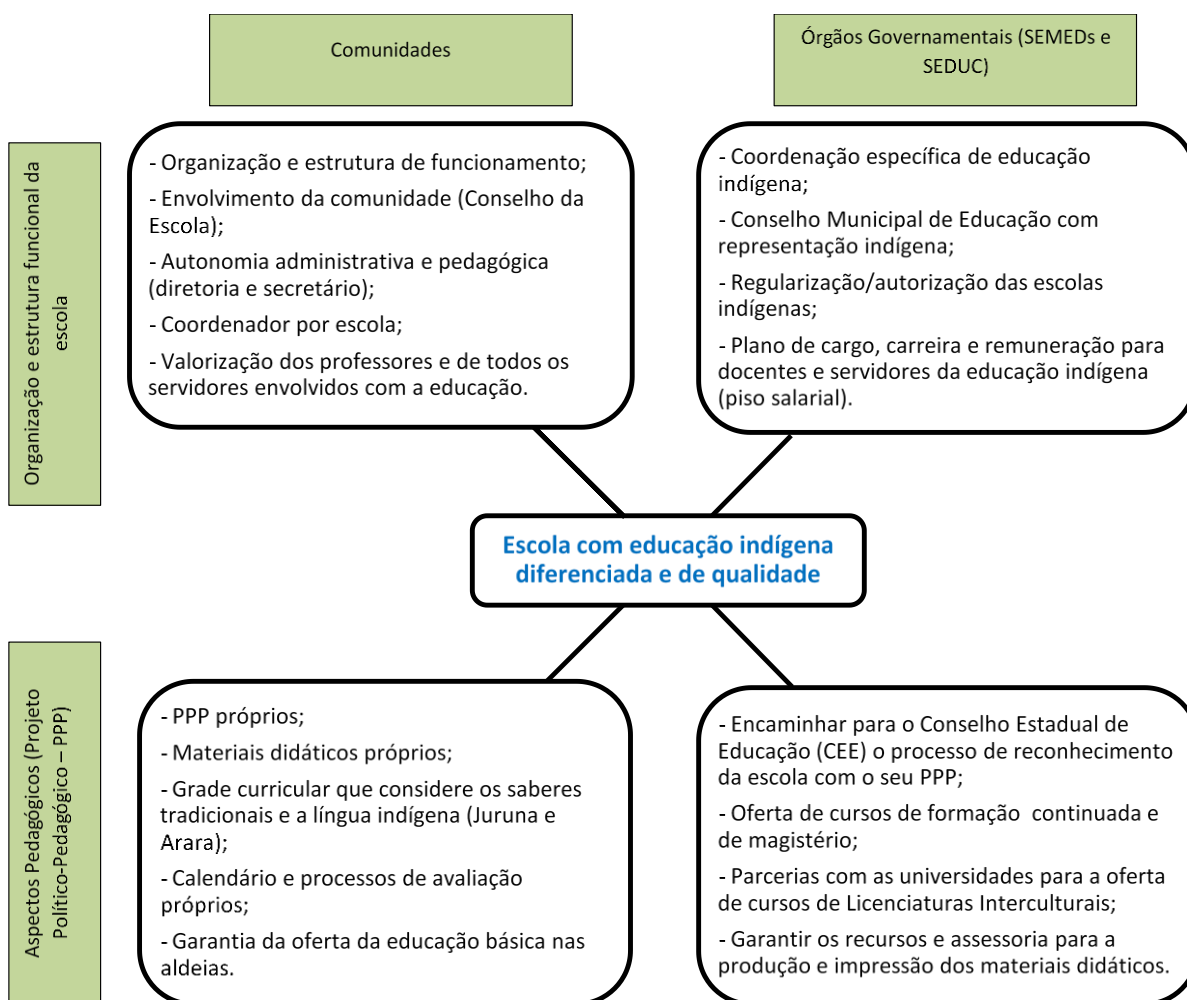 Comunidades
Órgãos Governamentais (SEMEDs e
SEDUC)
Organização e estrutura funcional da
escola
- Organização e estrutura de funcionamento;
- Envolvimento da comunidade (Conselho da
Escola);
- Autonomia administrativa e pedagógica
(diretoria e secretário);
- Coordenador por escola;
- Valorização dos professores e de todos os
servidores envolvidos com a educação.
- Coordenação específica de educação
indígena;
- Conselho Municipal de Educação com
representação indígena;
- Regularização/autorização das escolas
indígenas;
- Plano de cargo, carreira e remuneração para
docentes e servidores da educação indígena
(piso salarial).
Escola com educação indígena
diferenciada e de qualidade
Aspectos Pedagógicos (Projeto
Político-Pedagógico – PPP)
- PPP próprios;
- Materiais didáticos próprios;
- Grade curricular que considere os saberes
tradicionais e a língua indígena (Juruna e
Arara);
- Calendário e processos de avaliação
próprios;
- Garantia da oferta da educação básica nas
aldeias.
- Encaminhar para o Conselho Estadual de
Educação (CEE) o processo de reconhecimento
da escola com o seu PPP;
- Oferta de cursos de formação continuada e
de magistério;
- Parcerias com as universidades para a oferta
de cursos de Licenciaturas Interculturais;
- Garantir os recursos e assessoria para a
produção e impressão dos materiais didáticos.